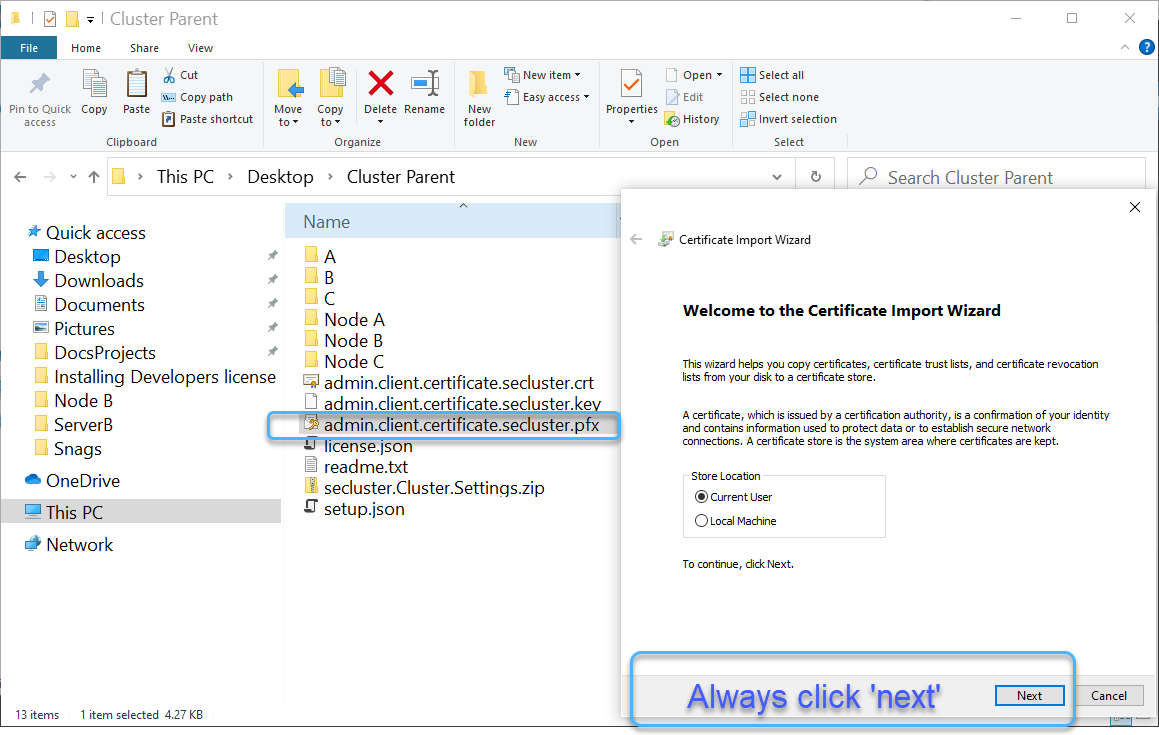 Cluster Parent
File Home Share View
Pin to Quick access
Copy
Paste
Cut
Copy path
Paste shortcut
Clipboard
Move to
Copy to
Delete
Rename
Organize
New folder
New item
Easy access
New
Properties
Open
Edit
History
Open
Select all
Select none
Invert selection
Select
This PC > Desktop > Cluster Parent
Search Cluster Parent
Quick access
Desktop
Downloads
Documents
Pictures
DocsProjects
Installing Developers license
Node B
ServerB
Snags
OneDrive
This PC
Network
Name
A
B
C
Node A
Node B
Node C
admin.client.certificate.secluster.crt
admin.client.certificate.secluster.key
admin.client.certificate.secluster.pfx
license.json
readme.txt
secluster.Cluster.Settings.zip
setup.json
Certificate Import Wizard
Welcome to the Certificate Import Wizard
This wizard helps you copy certificates, certificate trust lists, and certificate revocation
lists from your disk to a certificate store.
A certificate, which is issued by a certification authority, is a confirmation of your identity
and contains information used to protect data or to establish secure network
connections. A certificate store is the system area where certificates are kept.
Store Location
Current User
Local Machine
To continue, click Next.
Always click 'next'
Next
Cancel
13 items 1 item selected 4.27 KB